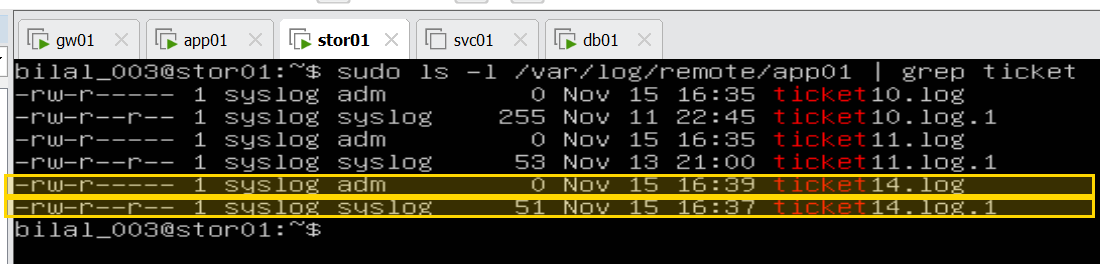 gw01 app01 stor01 svc01 db01
bilal_003@stor01:~$ sudo ls -l /var/log/remote/app01 | grep ticket
-rw-r----- 1 syslog adm 0 Nov 15 16:35 ticket10.log
-rw-r--r-- 1 syslog syslog 255 Nov 11 22:45 ticket10.log.1
-rw-r----- 1 syslog adm 0 Nov 15 16:35 ticket11.log
-rw-r--r-- 1 syslog syslog 53 Nov 13 21:00 ticket11.log.1
-rw-r----- 1 syslog adm 0 Nov 15 16:39 ticket14.log
-rw-r--r-- 1 syslog syslog 51 Nov 15 16:37 ticket14.log.1
bilal_003@stor01:~$